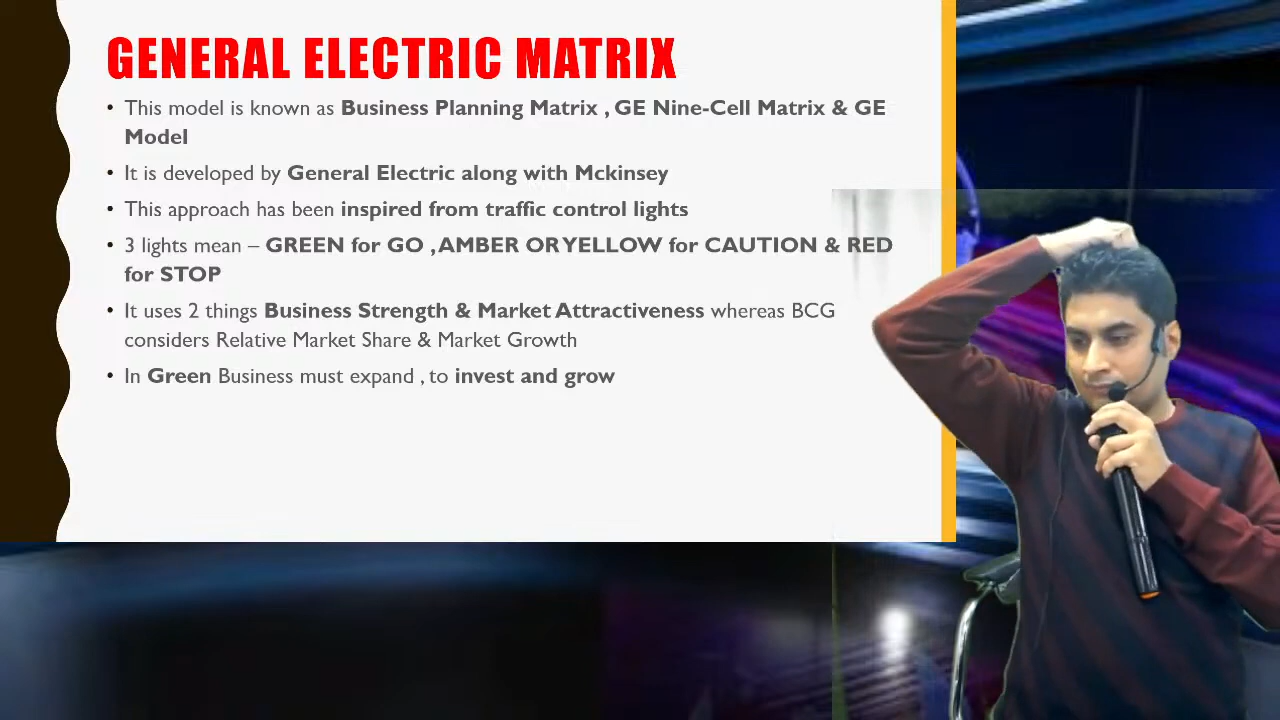 GENERAL ELECTRIC MATRIX
• This model is known as Business Planning Matrix , GE Nine-Cell Matrix & GE
Model
• It is developed by General Electric along with Mckinsey
• This approach has been inspired from traffic control lights
• 3 lights mean – GREEN for GO , AMBER OR YELLOW for CAUTION & RED
for STOP
• It uses 2 things Business Strength & Market Attractiveness whereas BCG
considers Relative Market Share & Market Growth
• In Green Business must expand , to invest and grow